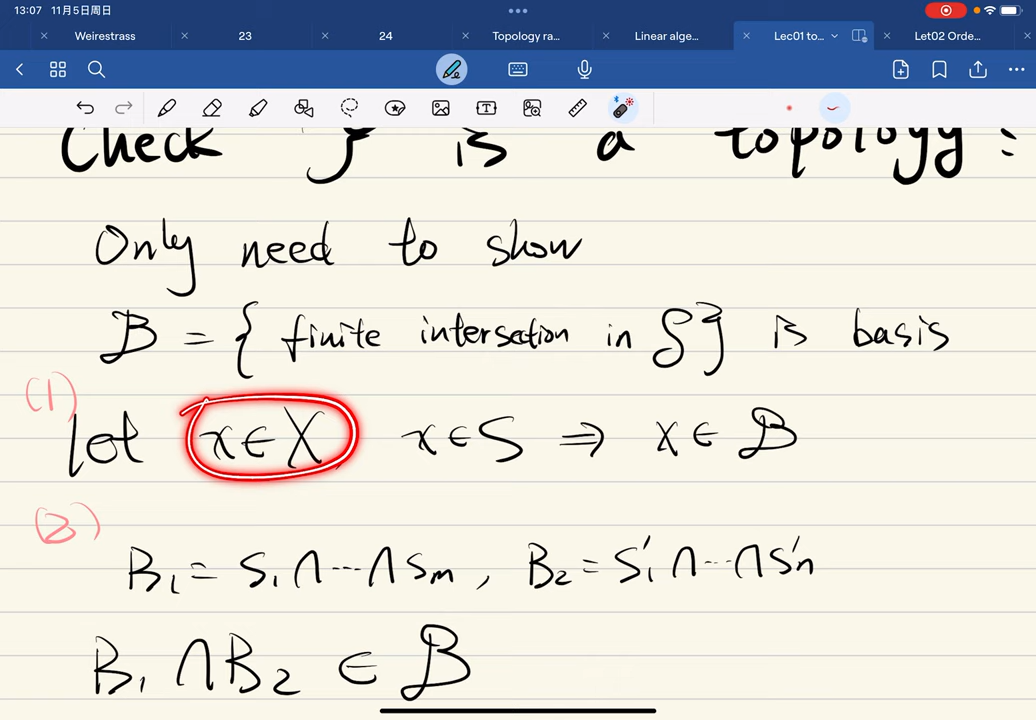 13:07 11月5日周日
Weirestrass 23 24 Topology ra... Linear alge... Lec01 to... Let02 Orde...
Check 𝒯 is a topology:
Only need to show
ℬ = { finite intersection in 𝒮 } is basis
(1)
let x ∈ X x ∈ S ⇒ x ∈ ℬ
(2)
B₁ = S₁ ∩ ⋯ ∩ Sm , B₂ = S'₁ ∩ ⋯ ∩ S'n
B₁ ∩ B₂ ∈ ℬ